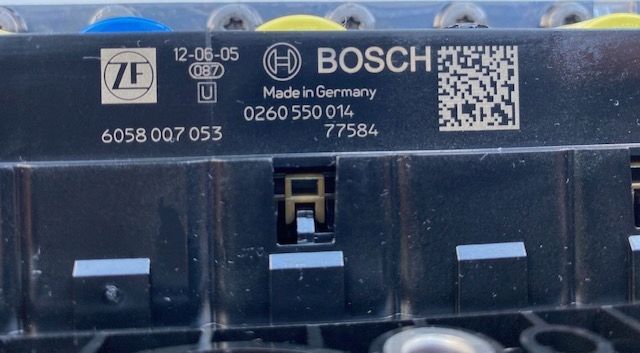 ZF
12-06-05
087
U
6058 007 053
BOSCH
Made in Germany
0260 550 014
77584